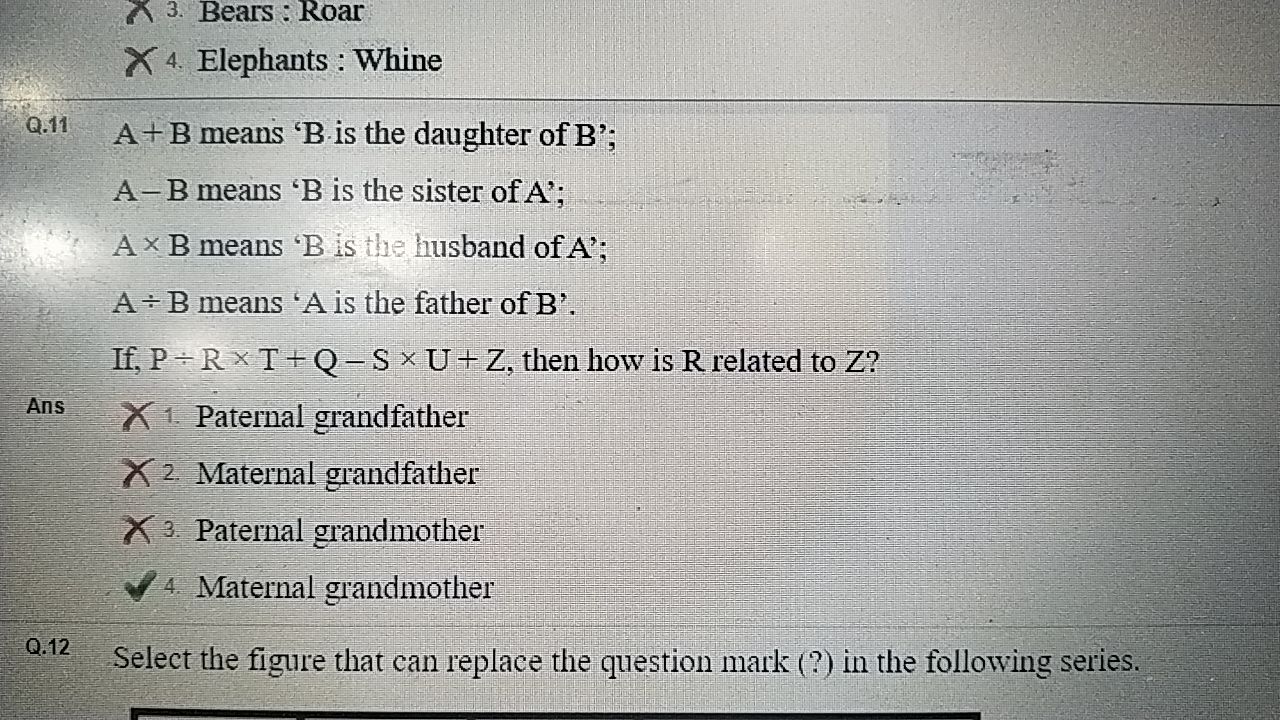 3. Bears : Roar
4. Elephants : Whine
Q.11 A + B means ‘B is the daughter of B’;
A – B means ‘B is the sister of A’;
A × B means ‘B is the husband of A’;
A ÷ B means ‘A is the father of B’.
If, P ÷ R × T + Q – S × U + Z, then how is R related to Z?
Ans 1. Paternal grandfather
2. Maternal grandfather
3. Paternal grandmother
4. Maternal grandmother
Q.12 Select the figure that can replace the question mark (?) in the following series.